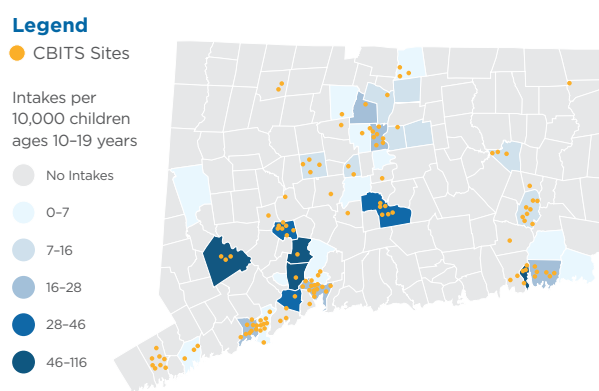 Legend
CBITS Sites
Intakes per
10,000 children
ages 10–19 years
No Intakes
0–7
7–16
16–28
28–46
46–116